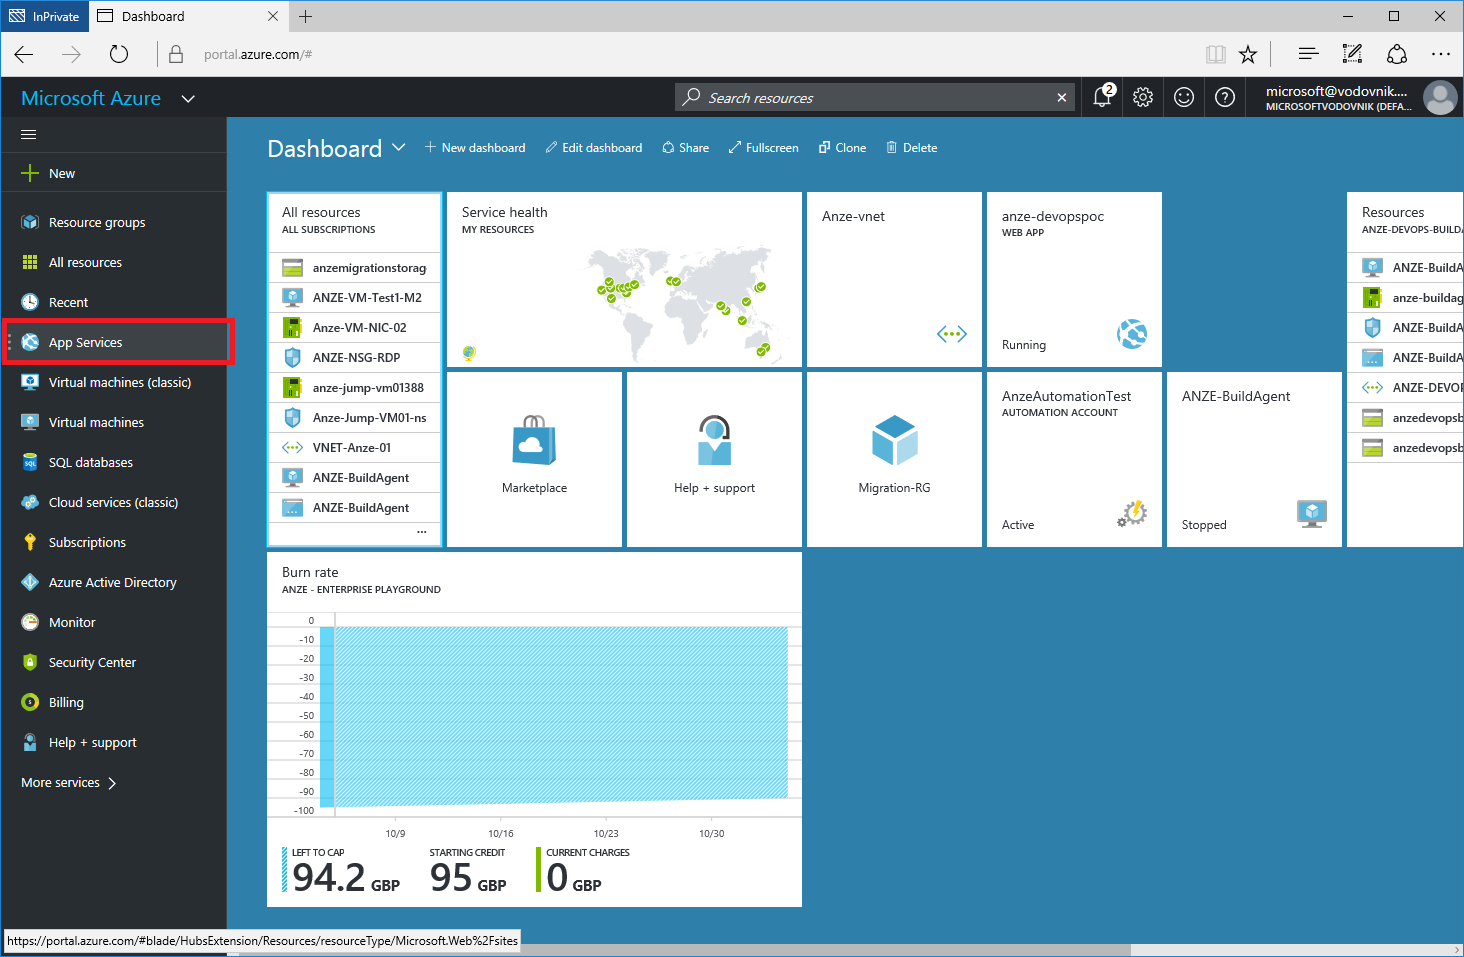 InPrivate
Dashboard
portal.azure.com/#
Microsoft Azure
Search resources
2
microsoft@vodovnik....
MICROSOFTVODOVNIK (DEFA...
New
Resource groups
All resources
Recent
App Services
Virtual machines (classic)
Virtual machines
SQL databases
Cloud services (classic)
Subscriptions
Azure Active Directory
Monitor
Security Center
Billing
Help + support
More services
Dashboard
New dashboard
Edit dashboard
Share
Fullscreen
Clone
Delete
All resources
ALL SUBSCRIPTIONS
anzemigrationstorag
ANZE-VM-Test1-M2
Anze-VM-NIC-02
ANZE-NSG-RDP
anze-jump-vm01388
Anze-Jump-VM01-ns
VNET-Anze-01
ANZE-BuildAgent
ANZE-BuildAgent
...
Service health
MY RESOURCES
Anze-vnet
anze-devopspoc
WEB APP
Running
Resources
ANZE-DEVOPS-BUILDA
ANZE-BuildA
anze-buildag
ANZE-BuildA
ANZE-BuildA
ANZE-DEVOP
anzedevopsb
anzedevopsb
Marketplace
Help + support
Migration-RG
AnzeAutomationTest
AUTOMATION ACCOUNT
Active
ANZE-BuildAgent
Stopped
Burn rate
ANZE - ENTERPRISE PLAYGROUND
0
-10
-20
-30
-40
-50
-60
-70
-80
-90
-100
10/9
10/16
10/23
10/30
LEFT TO CAP
94.2 GBP
STARTING CREDIT
95 GBP
CURRENT CHARGES
0 GBP
https://portal.azure.com/#blade/HubsExtension/Resources/resourceType/Microsoft.Web%2Fsites